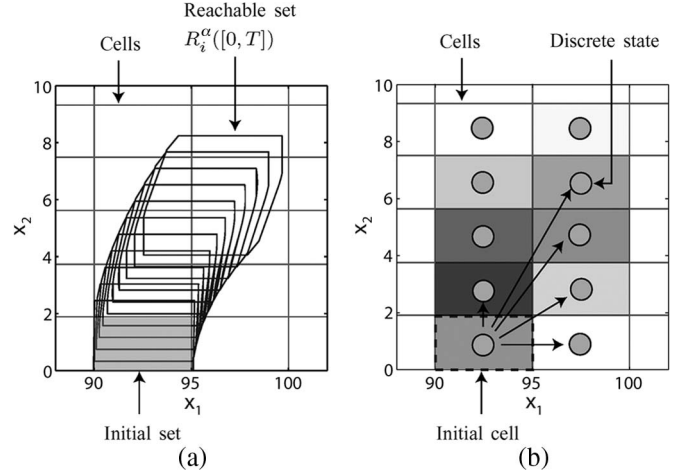 Reachable set
Cells
R_i^α([0, T])
Cells
Discrete state
10
8
6
4
2
0
x_2
90
95
100
x_1
Initial set
(a)
10
8
6
4
2
0
x_2
90
95
100
x_1
Initial cell
(b)